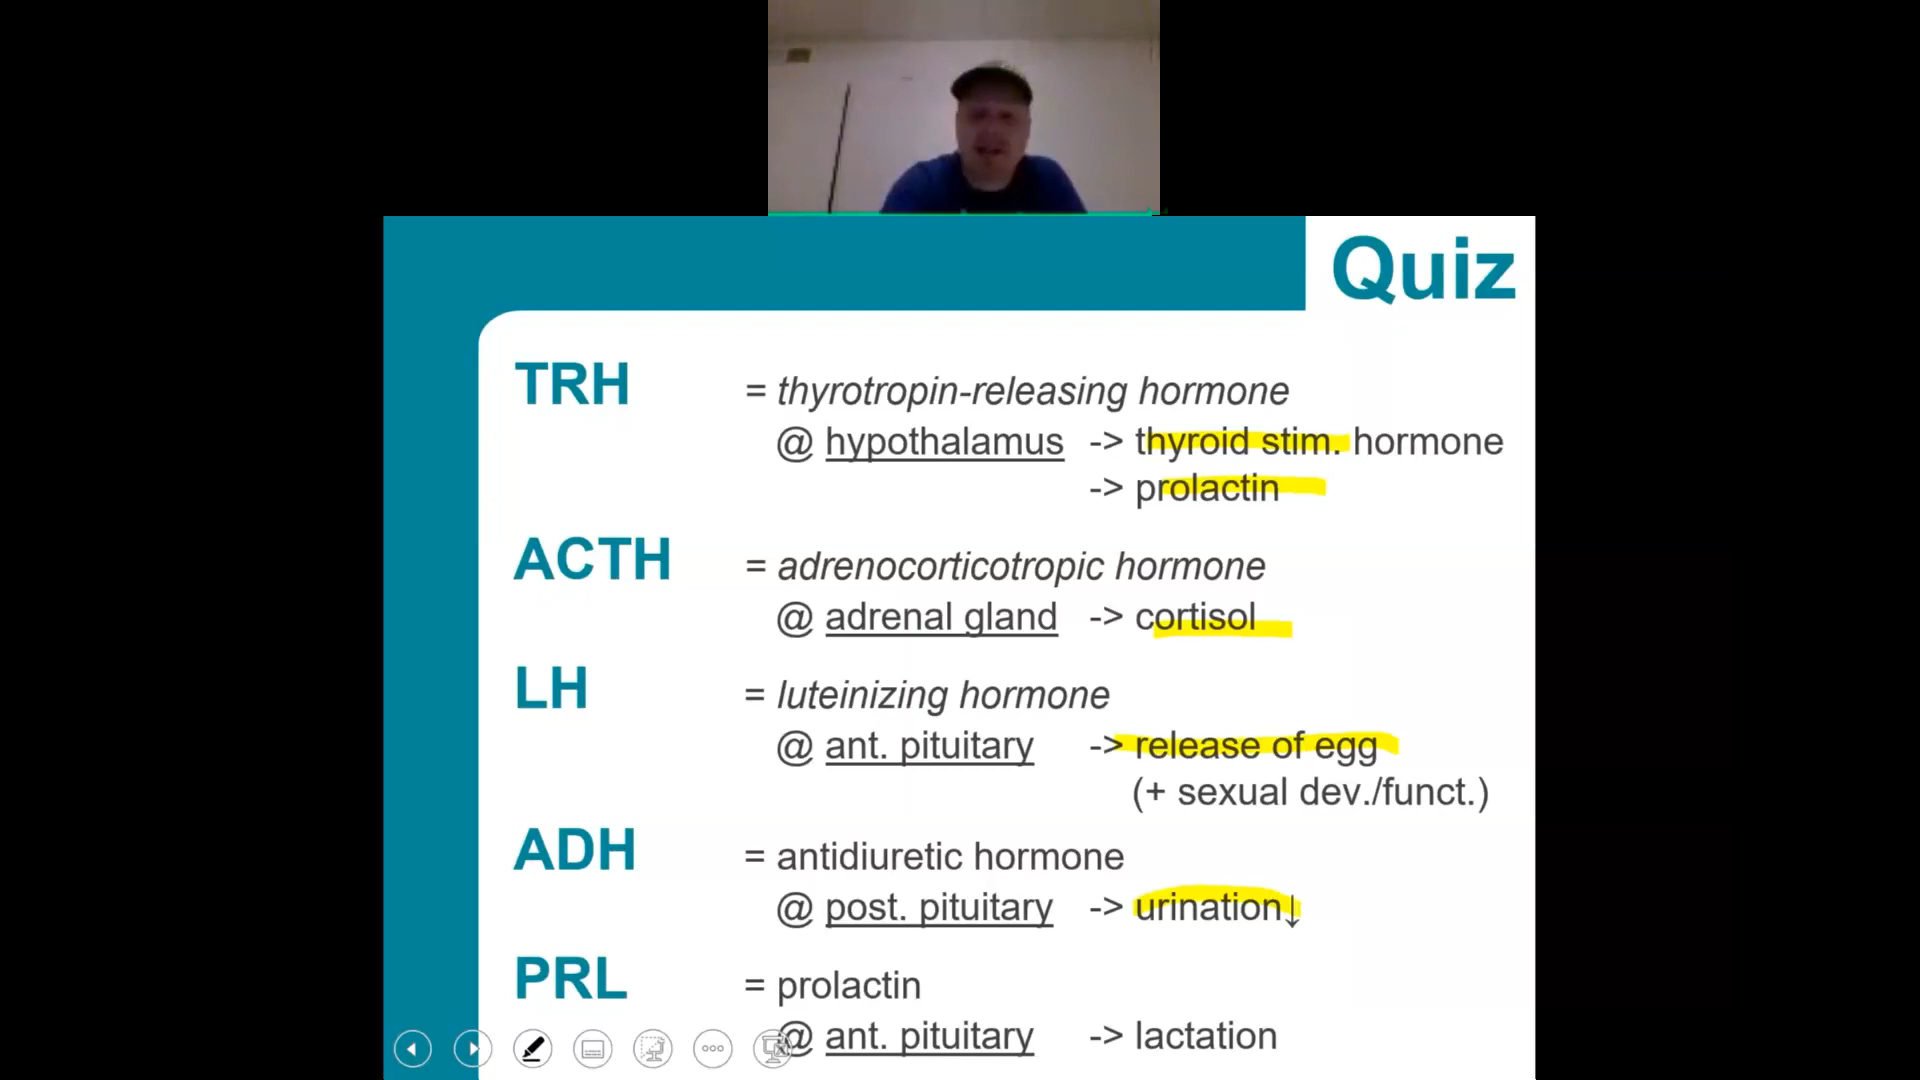 Quiz
TRH = thyrotropin-releasing hormone
@ hypothalamus -> thyroid stim. hormone
-> prolactin
ACTH = adrenocorticotropic hormone
@ adrenal gland -> cortisol
LH = luteinizing hormone
@ ant. pituitary -> release of egg
(+ sexual dev./funct.)
ADH = antidiuretic hormone
@ post. pituitary -> urination↓
PRL = prolactin
@ ant. pituitary -> lactation